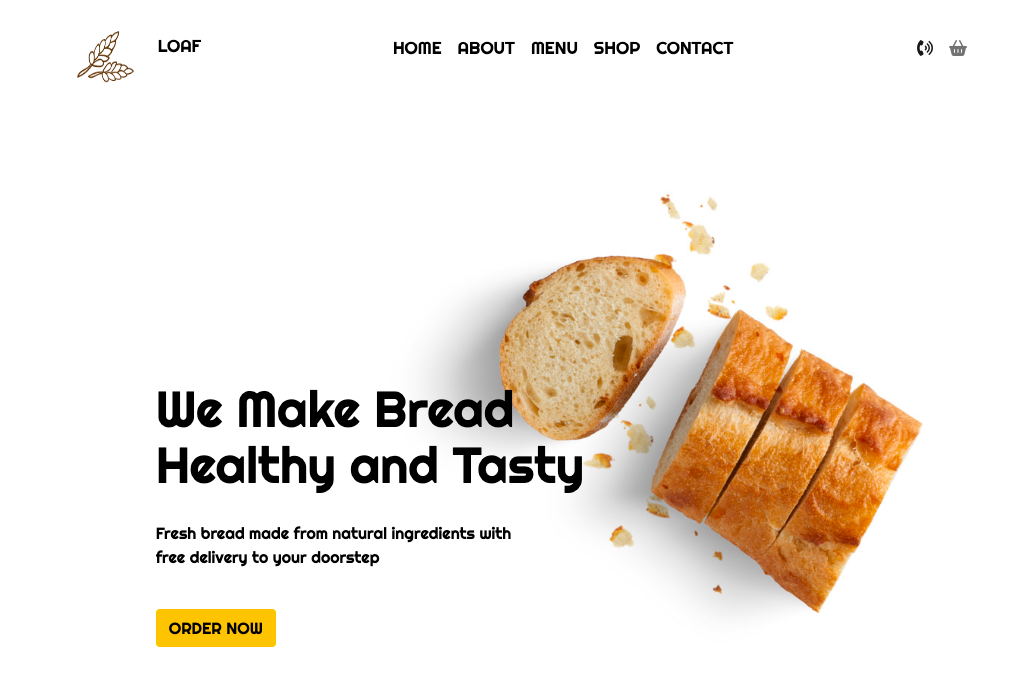 LOAF
HOME ABOUT MENU SHOP CONTACT
We Make Bread
Healthy and Tasty
Fresh bread made from natural ingredients with
free delivery to your doorstep
ORDER NOW